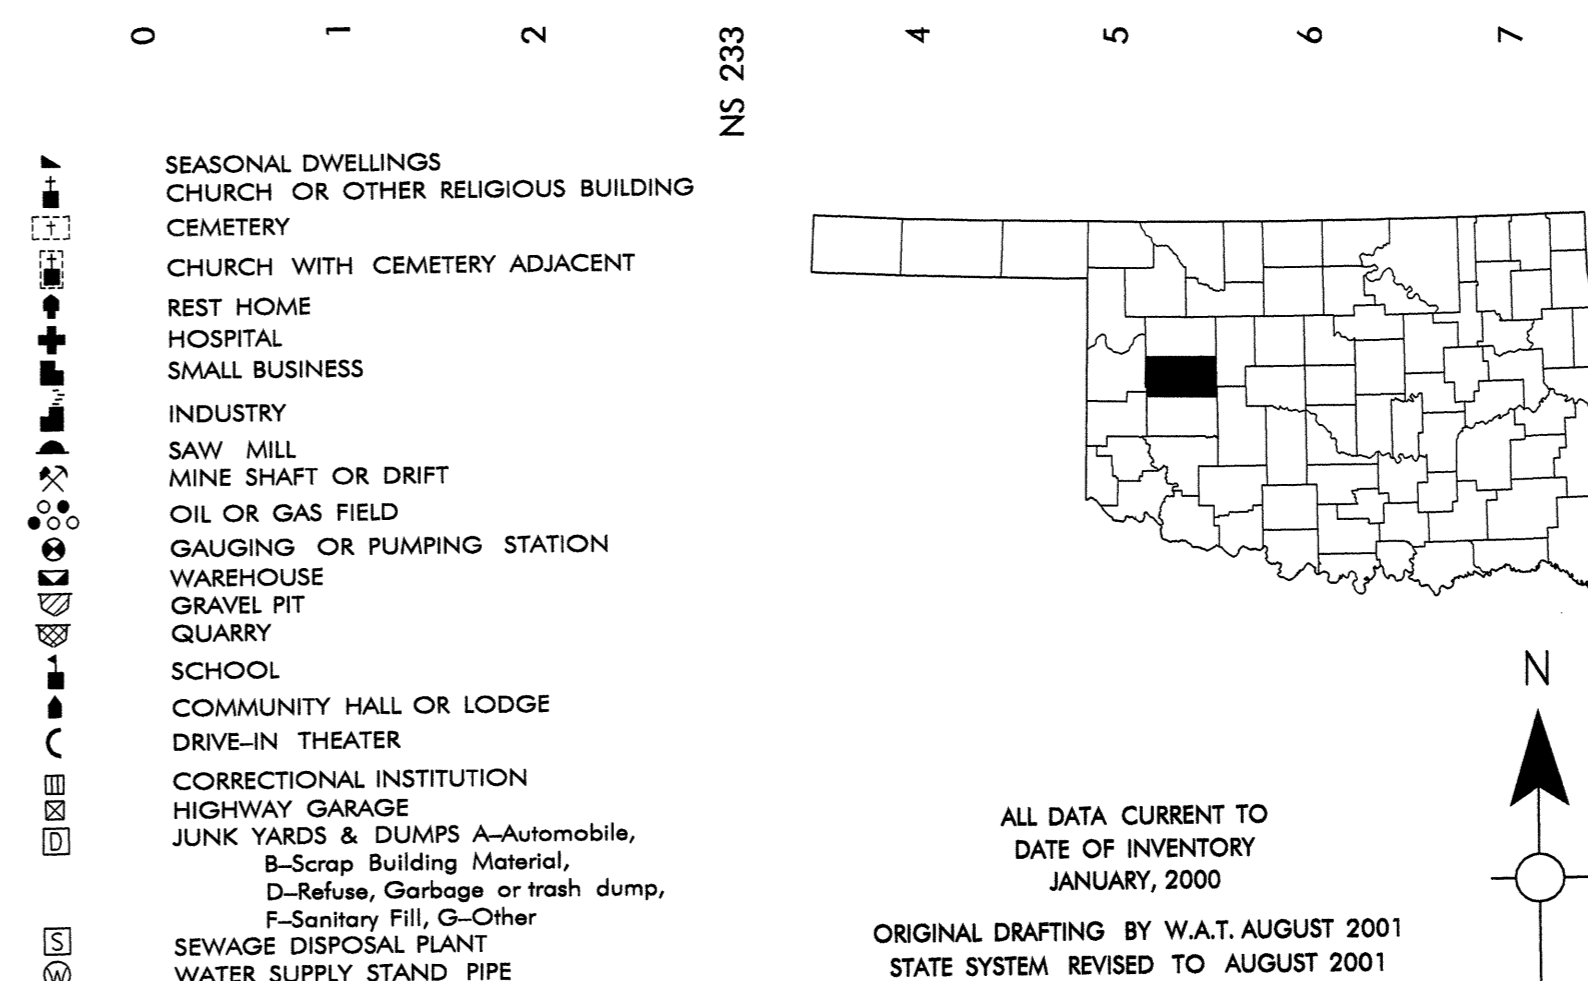 0 1 2 NS 233 4 5 6 7
SEASONAL DWELLINGS
CHURCH OR OTHER RELIGIOUS BUILDING
CEMETERY
CHURCH WITH CEMETERY ADJACENT
REST HOME
HOSPITAL
SMALL BUSINESS
INDUSTRY
SAW MILL
MINE SHAFT OR DRIFT
OIL OR GAS FIELD
GAUGING OR PUMPING STATION
WAREHOUSE
GRAVEL PIT
QUARRY
SCHOOL
COMMUNITY HALL OR LODGE
DRIVE-IN THEATER
CORRECTIONAL INSTITUTION
HIGHWAY GARAGE
D JUNK YARDS & DUMPS A-Automobile,
B-Scrap Building Material,
D-Refuse, Garbage or trash dump,
F-Sanitary Fill, G-Other
S SEWAGE DISPOSAL PLANT
W WATER SUPPLY STAND PIPE
N
ALL DATA CURRENT TO
DATE OF INVENTORY
JANUARY, 2000
ORIGINAL DRAFTING BY W.A.T. AUGUST 2001
STATE SYSTEM REVISED TO AUGUST 2001